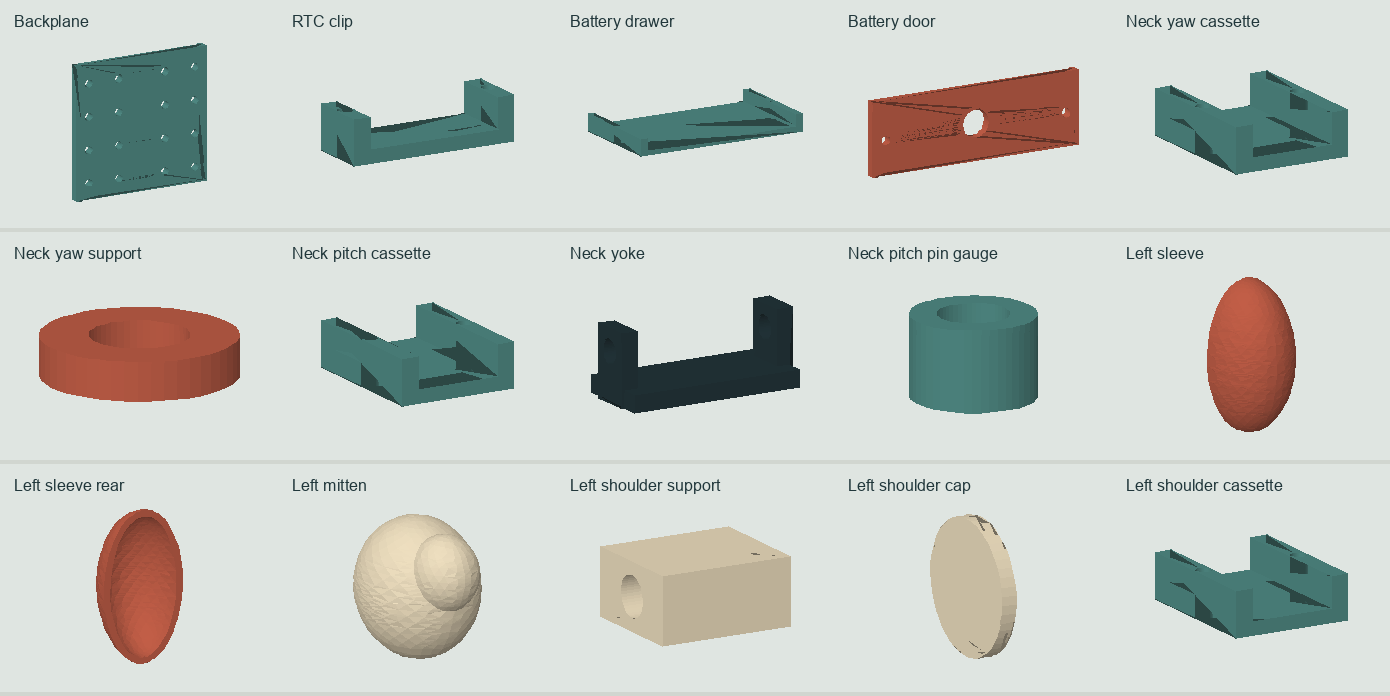 Backplane
RTC clip
Battery drawer
Battery door
Neck yaw cassette
Neck yaw support
Neck pitch cassette
Neck yoke
Neck pitch pin gauge
Left sleeve
Left sleeve rear
Left mitten
Left shoulder support
Left shoulder cap
Left shoulder cassette